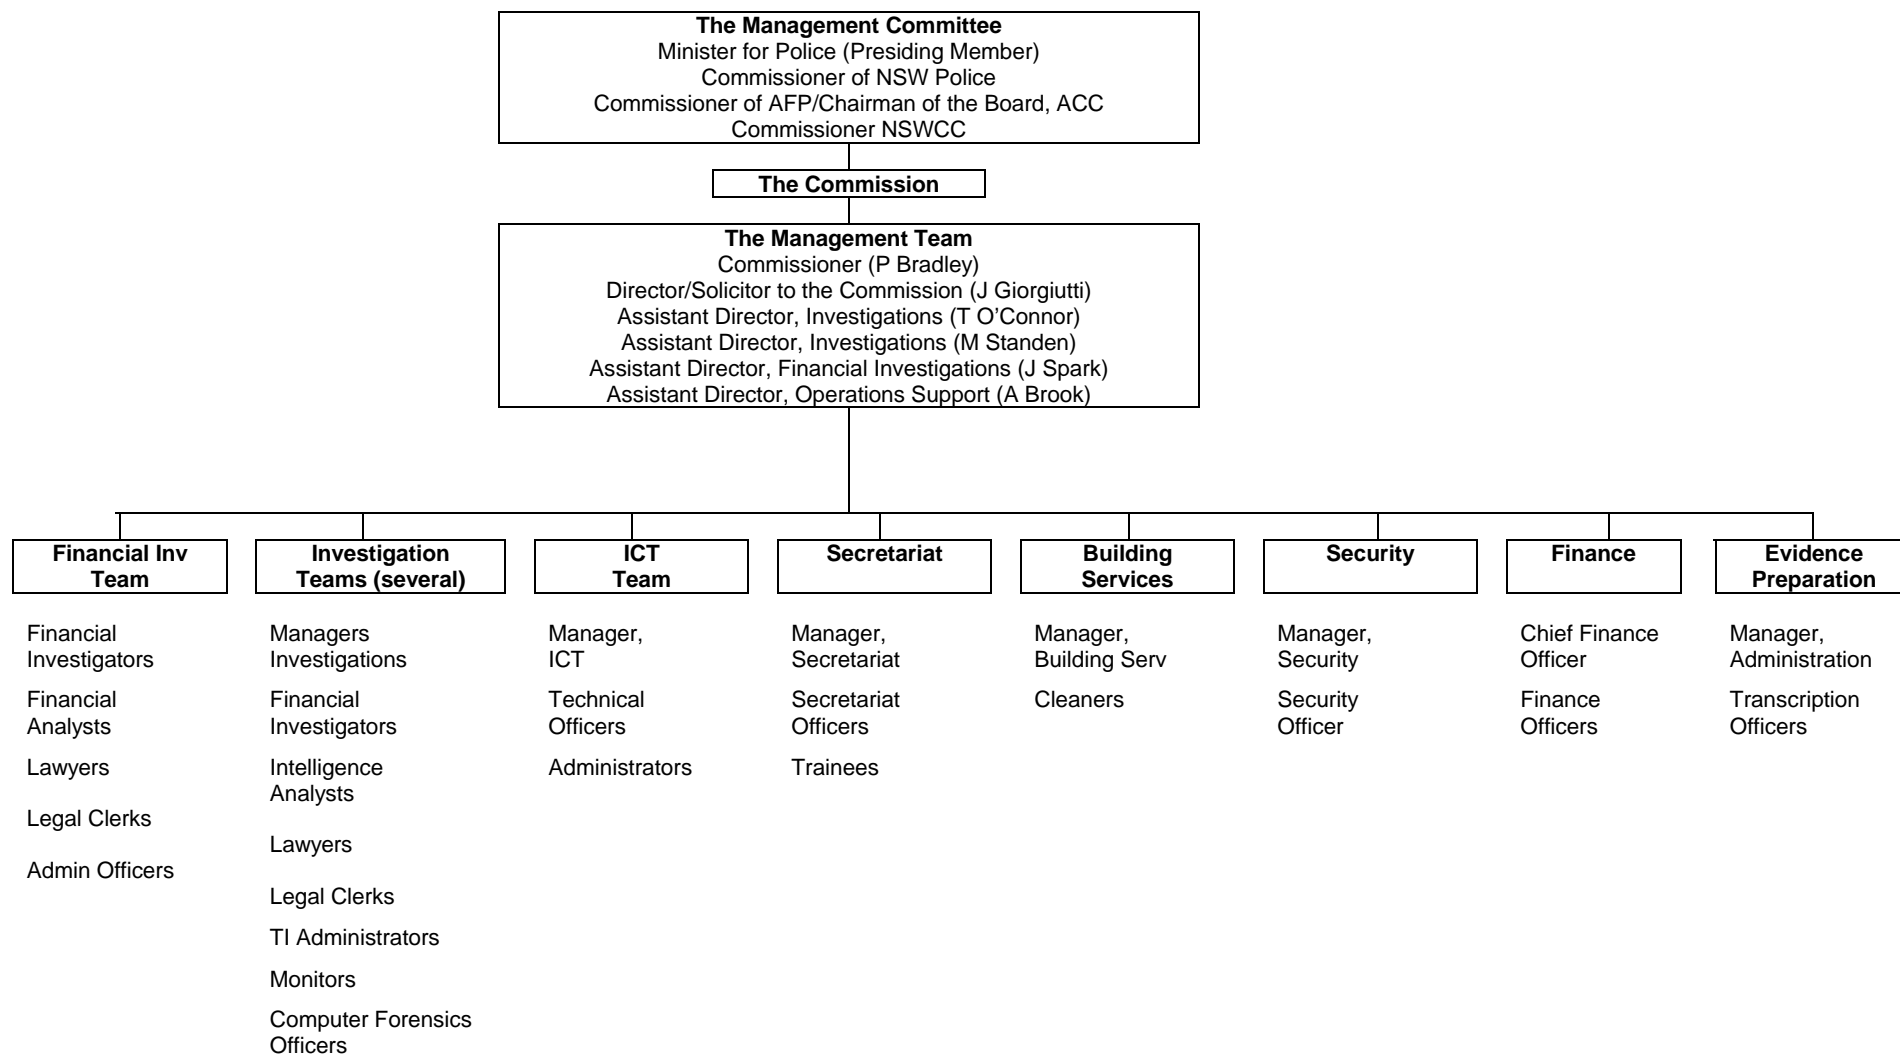 The Management Committee
Minister for Police (Presiding Member)
Commissioner of NSW Police
Commissioner of AFP/Chairman of the Board, ACC
Commissioner NSWCC
The Commission
The Management Team
Commissioner (P Bradley)
Director/Solicitor to the Commission (J Giorgiutti)
Assistant Director, Investigations (T O’Connor)
Assistant Director, Investigations (M Standen)
Assistant Director, Financial Investigations (J Spark)
Assistant Director, Operations Support (A Brook)
Financial Inv
Team
Financial
Investigators
Financial
Analysts
Lawyers
Legal Clerks
Admin Officers
Investigation
Teams (several)
Managers
Investigations
Financial
Investigators
Intelligence
Analysts
Lawyers
Legal Clerks
TI Administrators
Monitors
Computer Forensics
Officers
ICT
Team
Manager,
ICT
Technical
Officers
Administrators
Secretariat
Manager,
Secretariat
Secretariat
Officers
Trainees
Building
Services
Manager,
Building Serv
Cleaners
Security
Manager,
Security
Security
Officer
Finance
Chief Finance
Officer
Finance
Officers
Evidence
Preparation
Manager,
Administration
Transcription
Officers